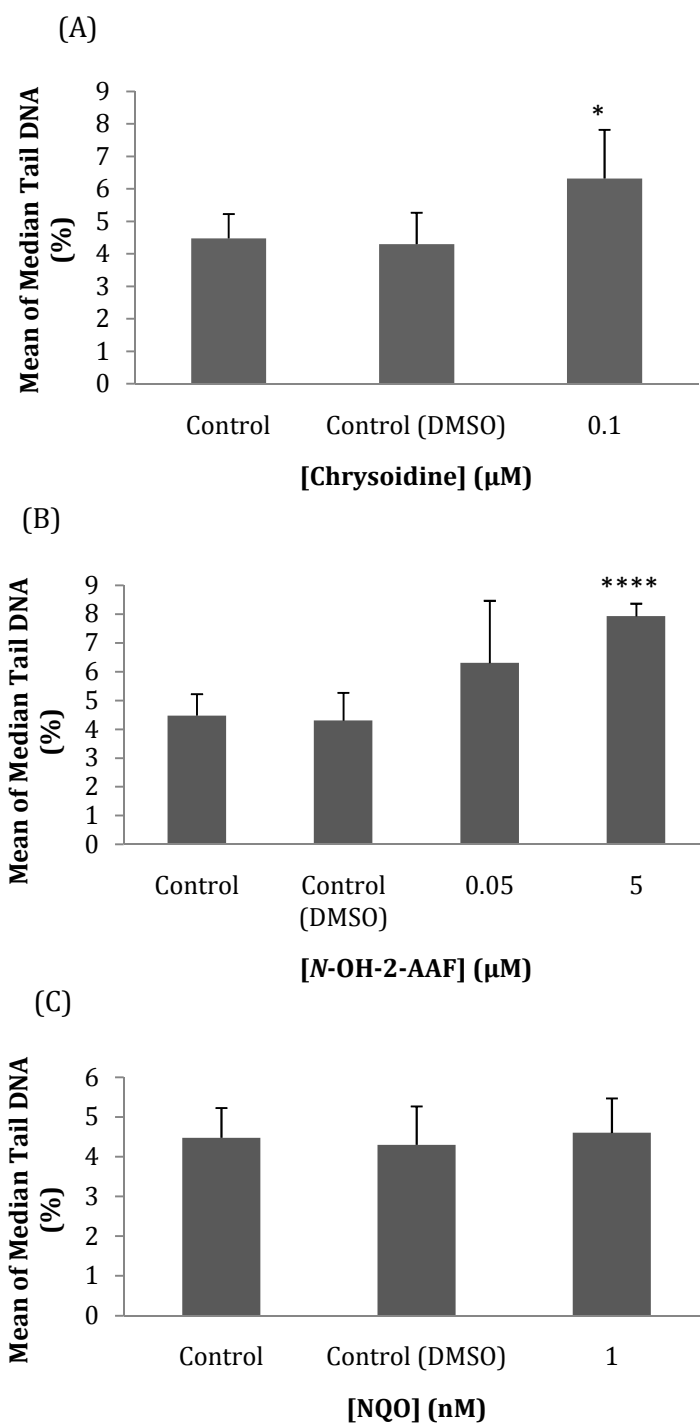 (A)
Mean of Median Tail DNA
(%)
9
8
7
6
5
4
3
2
1
0
*
Control
Control (DMSO)
0.1
[Chrysoidine] (μM)
(B)
Mean of Median Tail DNA
(%)
9
8
7
6
5
4
3
2
1
0
****
Control
Control
(DMSO)
0.05
5
[N-OH-2-AAF] (μM)
(C)
Mean of Median Tail DNA
(%)
6
5
4
3
2
1
0
Control
Control (DMSO)
1
[NQO] (nM)